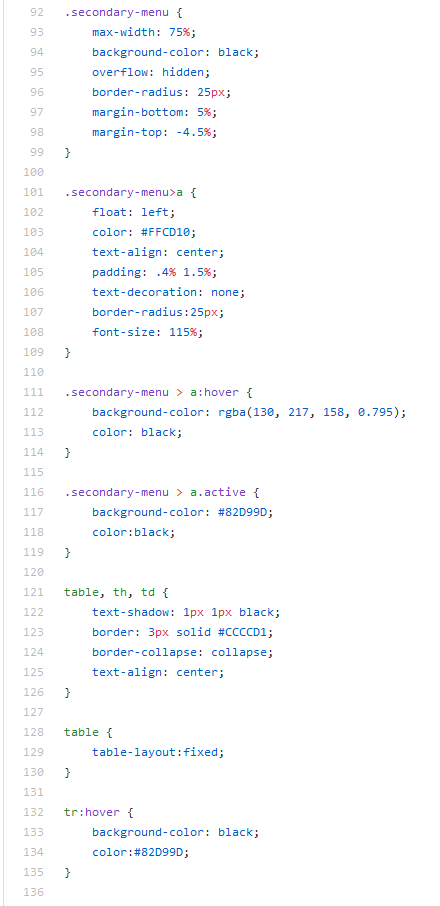 92 .secondary-menu {
93     max-width: 75%;
94     background-color: black;
95     overflow: hidden;
96     border-radius: 25px;
97     margin-bottom: 5%;
98     margin-top: -4.5%;
99 }
100
101 .secondary-menu>a {
102     float: left;
103     color: #FFCD10;
104     text-align: center;
105     padding: .4% 1.5%;
106     text-decoration: none;
107     border-radius:25px;
108     font-size: 115%;
109 }
110
111 .secondary-menu > a:hover {
112     background-color: rgba(130, 217, 158, 0.795);
113     color: black;
114 }
115
116 .secondary-menu > a.active {
117     background-color: #82D99D;
118     color:black;
119 }
120
121 table, th, td {
122     text-shadow: 1px 1px black;
123     border: 3px solid #CCCCD1;
124     border-collapse: collapse;
125     text-align: center;
126 }
127
128 table {
129     table-layout:fixed;
130 }
131
132 tr:hover {
133     background-color: black;
134     color:#82D99D;
135 }
136